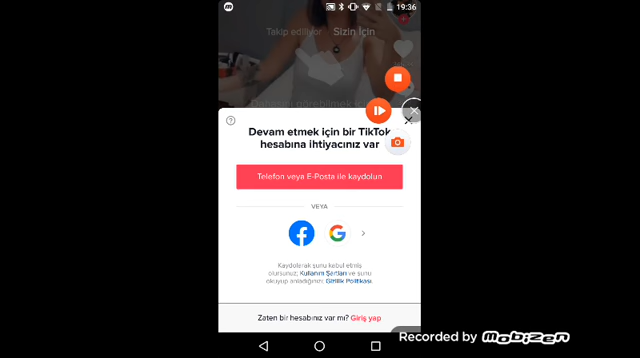 19:36
Takip ediliyor Sizin İçin
Devam etmek için bir TikTok
hesabına ihtiyacınız var
Telefon veya E-Posta ile kaydolun
VEYA
Kaydolarak şunu kabul etmiş
olursunuz; Kullanım Şartları ve şunu
okuyup anladığınızı: Gizlilik Politikası.
Zaten bir hesabınız var mı? Giriş yap
Recorded by Mobizen